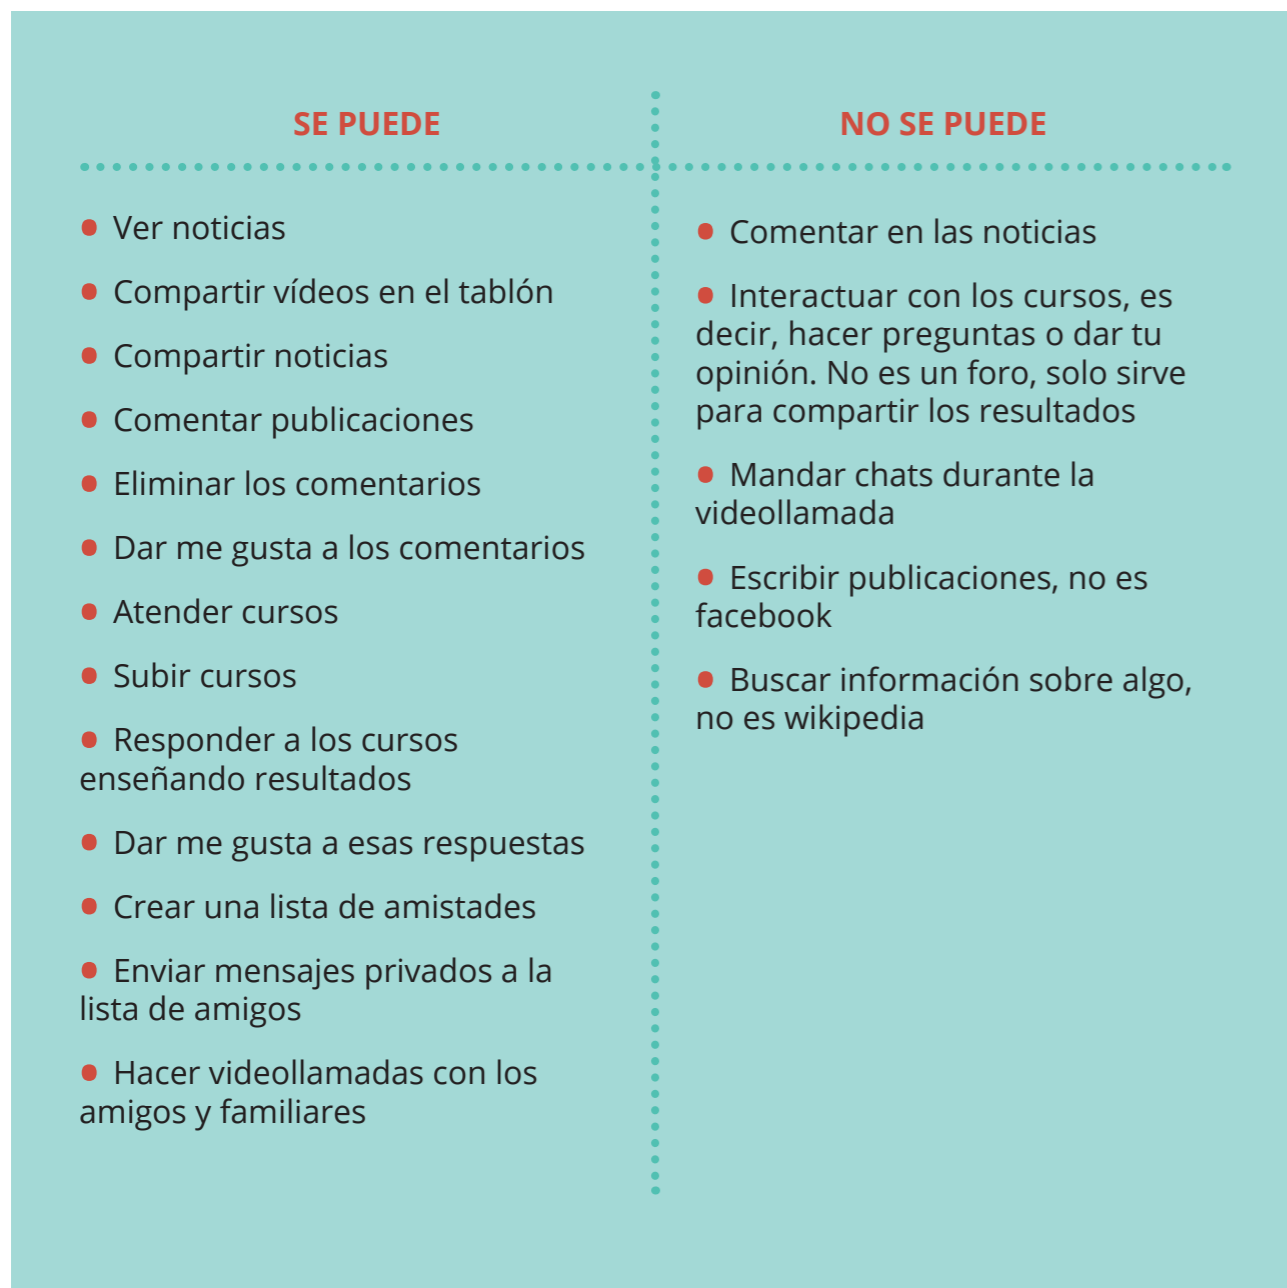 SE PUEDE
• Ver noticias
• Compartir vídeos en el tablón
• Compartir noticias
• Comentar publicaciones
• Eliminar los comentarios
• Dar me gusta a los comentarios
• Atender cursos
• Subir cursos
• Responder a los cursos
enseñando resultados
• Dar me gusta a esas respuestas
• Crear una lista de amistades
• Enviar mensajes privados a la
lista de amigos
• Hacer videollamadas con los
amigos y familiares
NO SE PUEDE
• Comentar en las noticias
• Interactuar con los cursos, es
decir, hacer preguntas o dar tu
opinión. No es un foro, solo sirve
para compartir los resultados
• Mandar chats durante la
videollamada
• Escribir publicaciones, no es
facebook
• Buscar información sobre algo,
no es wikipedia